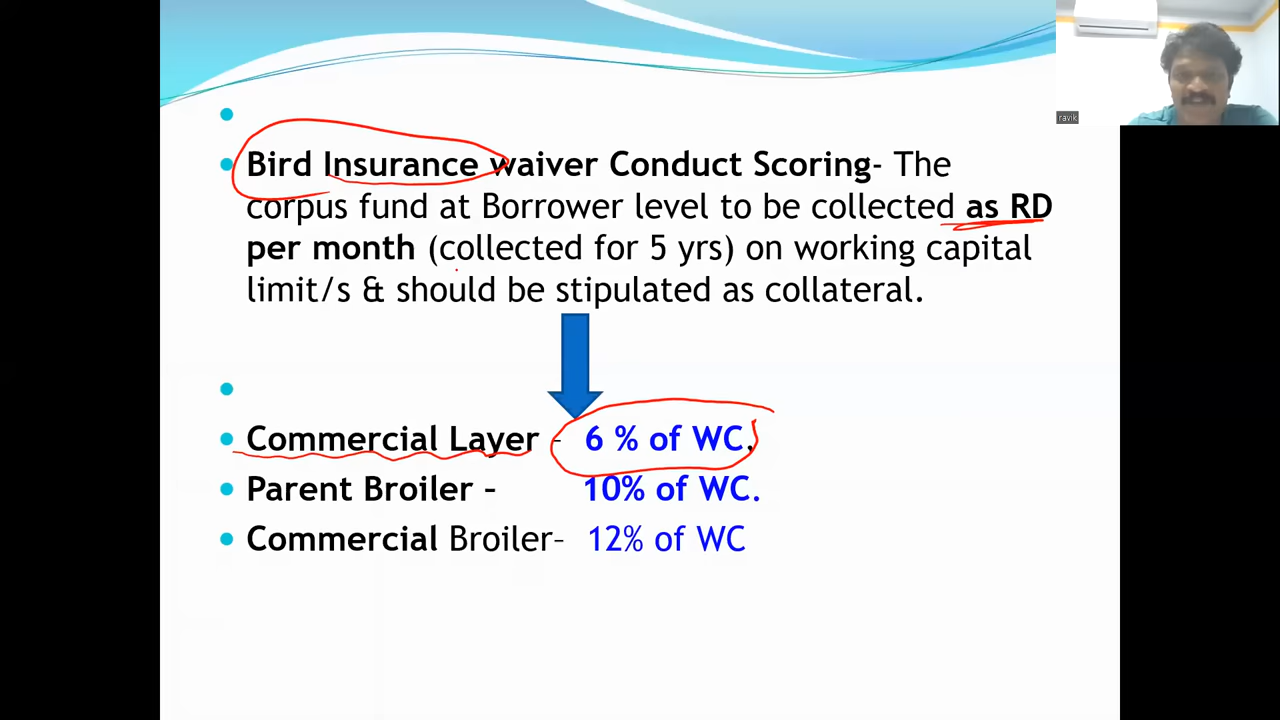 ravik
Bird Insurance waiver Conduct Scoring- The
corpus fund at Borrower level to be collected as RD
per month (collected for 5 yrs) on working capital
limit/s & should be stipulated as collateral.
Commercial Layer - 6 % of WC.
Parent Broiler – 10% of WC.
Commercial Broiler– 12% of WC